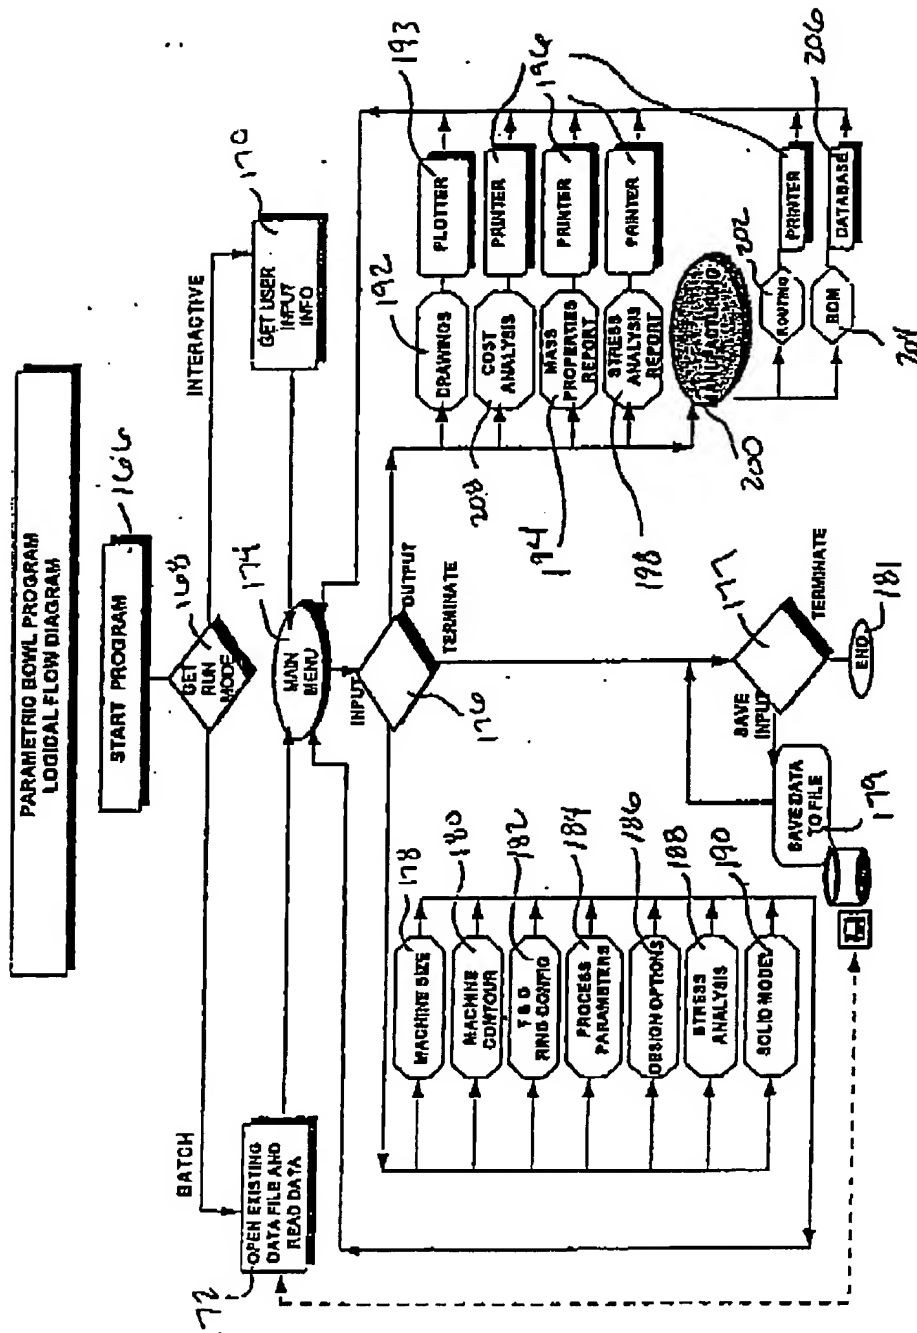 PARAMETRIC BOWL PROGRAM
LOGICAL FLOW DIAGRAM
START PROGRAM
166
GET
RUN
MODE
168
BATCH
INTERACTIVE
OPEN EXISTING
DATA FILE AND
READ DATA
72
GET USER
INPUT
INFO
170
MAIN
MENU
174
INPUT
OUTPUT
TERMINATE
176
MACHINE SIZE
178
MACHINE
CONTOUR
180
RING CONFIG
182
PROCESS
PARAMETERS
184
DESIGN OPTIONS
186
STRESS
ANALYSIS
188
SOLID MODEL
190
DRAWINGS
192
PLOTTER
193
COST
ANALYSIS
208
PRINTER
196
MASS
PROPERTIES
REPORT
194
PRINTER
196
STRESS
ANALYSIS
REPORT
198
PRINTER
MANUFACTURING
200
ROUTING
202
PRINTER
BOM
DATABASE
206
SAVE
INPUT
177
TERMINATE
SAVE DATA
TO FILE
179
END
181